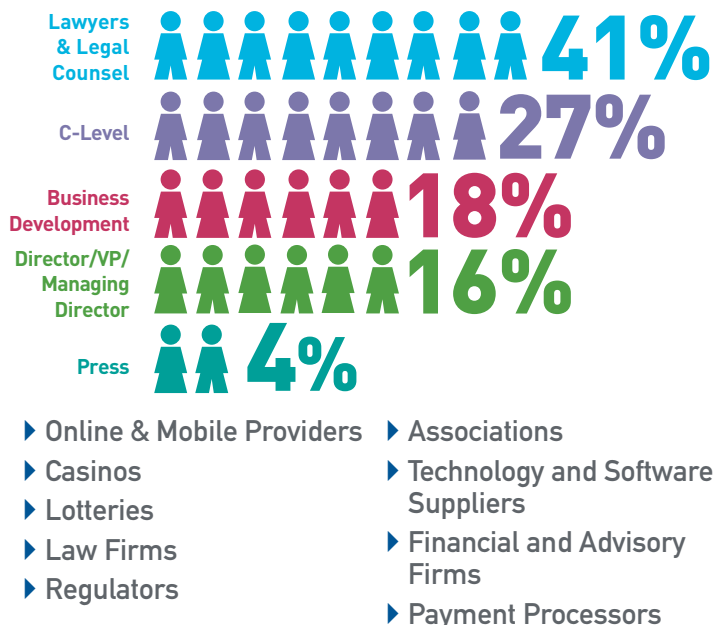 Lawyers
& Legal
Counsel
41%
C-Level
27%
Business
Development
18%
Director/VP/
Managing
Director
16%
Press
4%
Online & Mobile Providers
Casinos
Lotteries
Law Firms
Regulators
Associations
Technology and Software
Suppliers
Financial and Advisory
Firms
Payment Processors